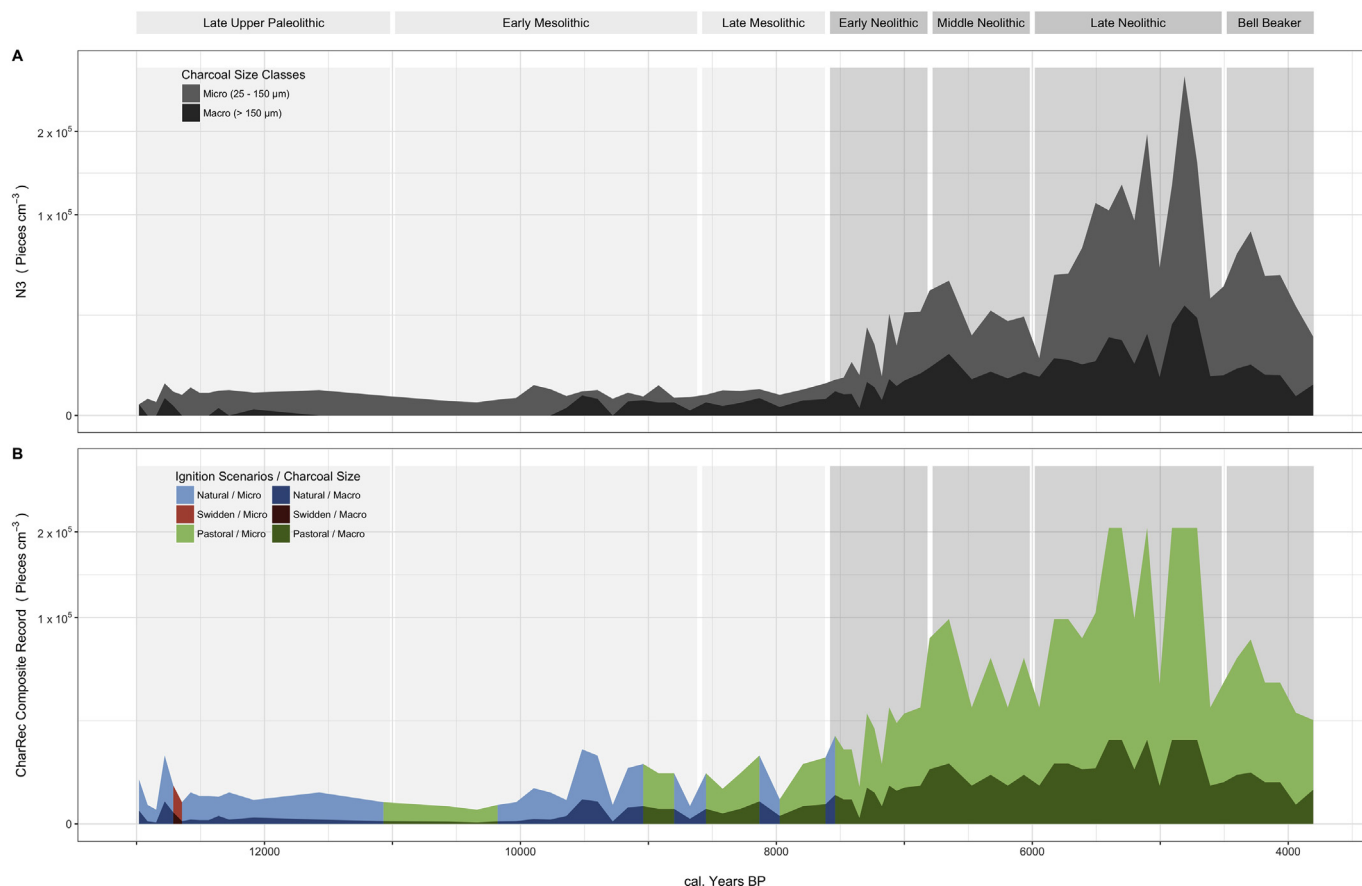 Late Upper Paleolithic Early Mesolithic Late Mesolithic Early Neolithic Middle Neolithic Late Neolithic Bell Beaker
A
Charcoal Size Classes
Micro (25 - 150 µm)
Macro (> 150 µm)
2 x 10⁵
1 x 10⁵
0
N3 ( Pieces cm⁻³ )
B
Ignition Scenarios / Charcoal Size
Natural / Micro Natural / Macro
Swidden / Micro Swidden / Macro
Pastoral / Micro Pastoral / Macro
2 x 10⁵
1 x 10⁵
0
CharRec Composite Record ( Pieces cm⁻³ )
12000 10000 8000 6000 4000
cal. Years BP